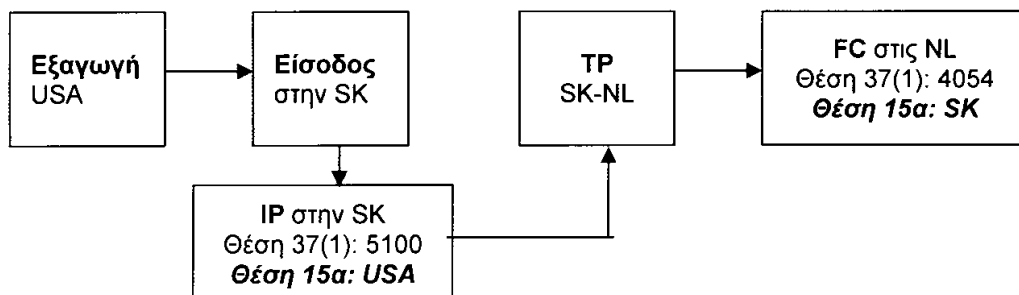 Εξαγωγή
USA
Είσοδος
στην SK
IP στην SK
Θέση 37(1): 5100
Θέση 15α: USA
TP
SK-NL
FC στις NL
Θέση 37(1): 4054
Θέση 15α: SK